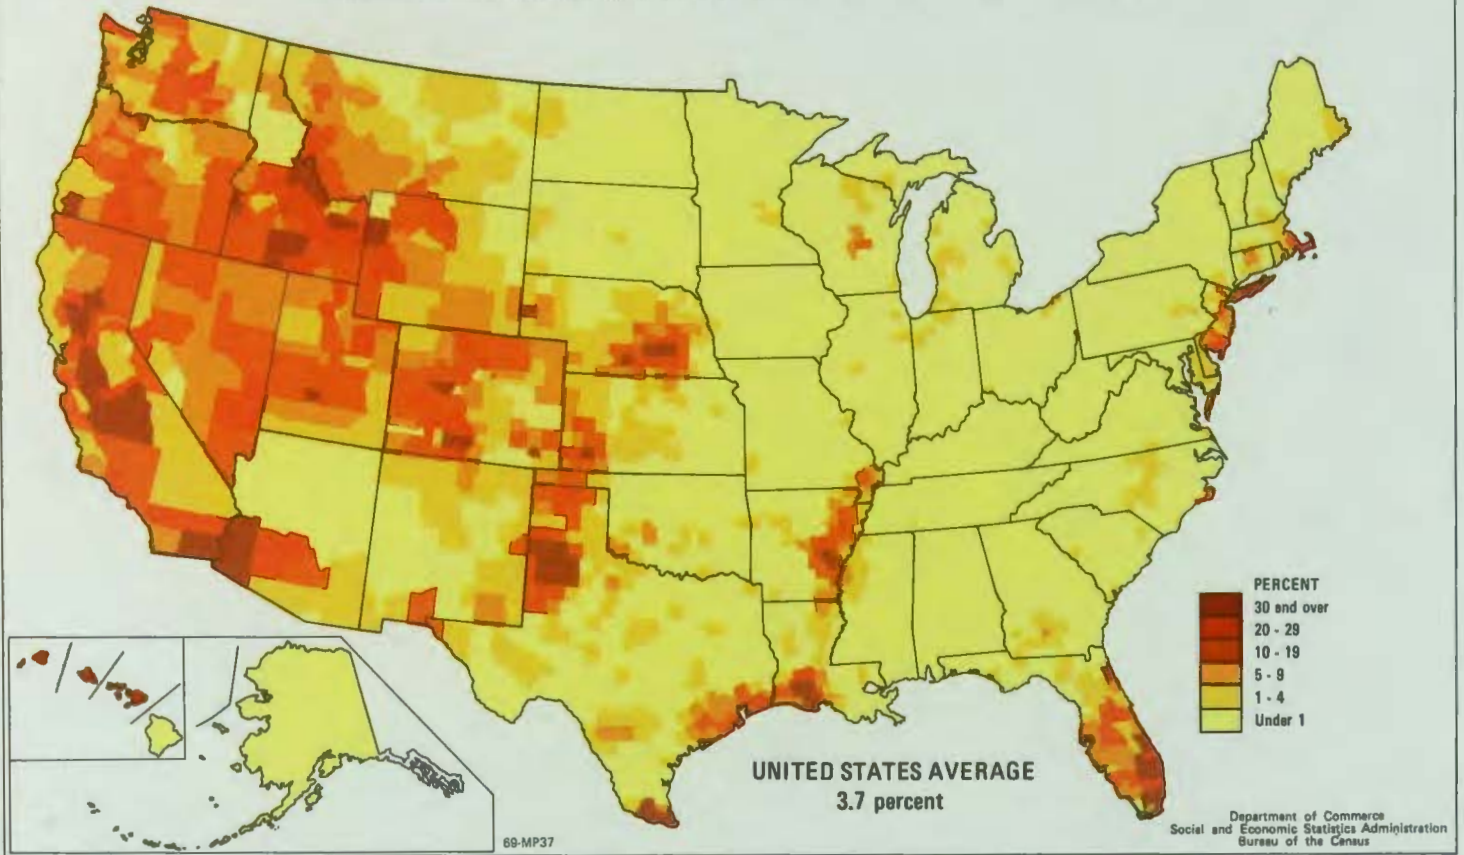 PERCENT
30 and over
20 - 29
10 - 19
5 - 9
1 - 4
Under 1
UNITED STATES AVERAGE
3.7 percent
69-MP37
Department of Commerce
Social and Economic Statistics Administration
Bureau of the Census